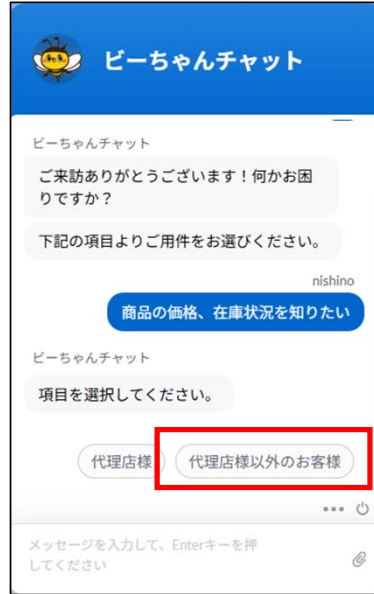 ビーちゃんチャット
ビーちゃんチャット
ご来訪ありがとうございます！何かお困
りですか？
下記の項目よりご用件をお選びください。
nishino
商品の価格、在庫状況を知りたい
ビーちゃんチャット
項目を選択してください。
代理店様
代理店様以外のお客様
メッセージを入力して、Enterキーを押
してください